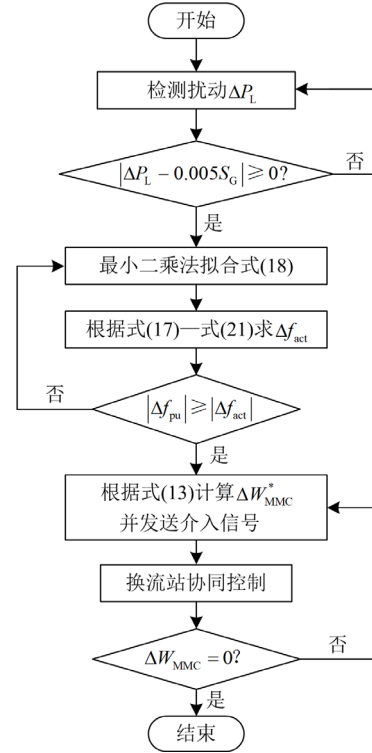 开始
检测扰动ΔP_L
|ΔP_L − 0.005S_G| ≥ 0?
否
是
最小二乘法拟合式(18)
根据式(17)—式(21)求Δf_act
否
|Δf_pu| ≥ |Δf_act|
是
根据式(13)计算ΔW*_MMC
并发送介入信号
换流站协同控制
ΔW_MMC = 0?
否
是
结束